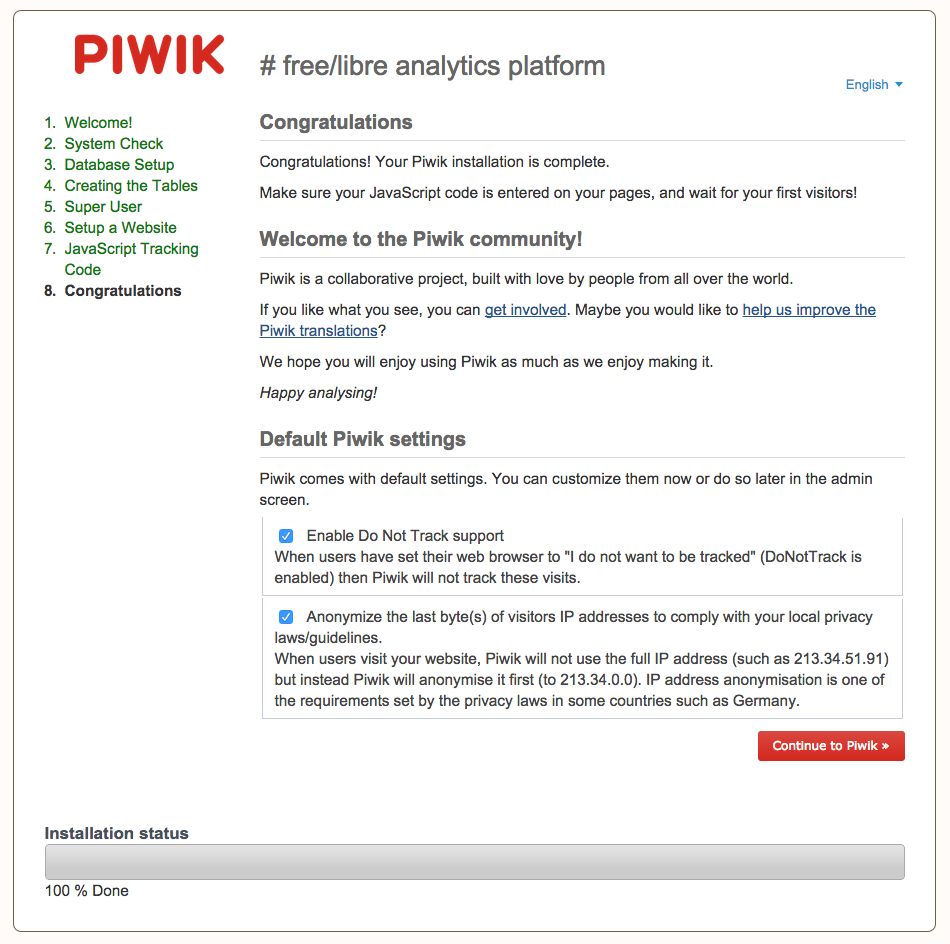 PIWIK
# free/libre analytics platform
English
1. Welcome!
2. System Check
3. Database Setup
4. Creating the Tables
5. Super User
6. Setup a Website
7. JavaScript Tracking
Code
8. Congratulations
Congratulations
Congratulations! Your Piwik installation is complete.
Make sure your JavaScript code is entered on your pages, and wait for your first visitors!
Welcome to the Piwik community!
Piwik is a collaborative project, built with love by people from all over the world.
If you like what you see, you can get involved. Maybe you would like to help us improve the
Piwik translations?
We hope you will enjoy using Piwik as much as we enjoy making it.
Happy analysing!
Default Piwik settings
Piwik comes with default settings. You can customize them now or do so later in the admin
screen.
Enable Do Not Track support
When users have set their web browser to "I do not want to be tracked" (DoNotTrack is
enabled) then Piwik will not track these visits.
Anonymize the last byte(s) of visitors IP addresses to comply with your local privacy
laws/guidelines.
When users visit your website, Piwik will not use the full IP address (such as 213.34.51.91)
but instead Piwik will anonymise it first (to 213.34.0.0). IP address anonymisation is one of
the requirements set by the privacy laws in some countries such as Germany.
Continue to Piwik »
Installation status
100 % Done